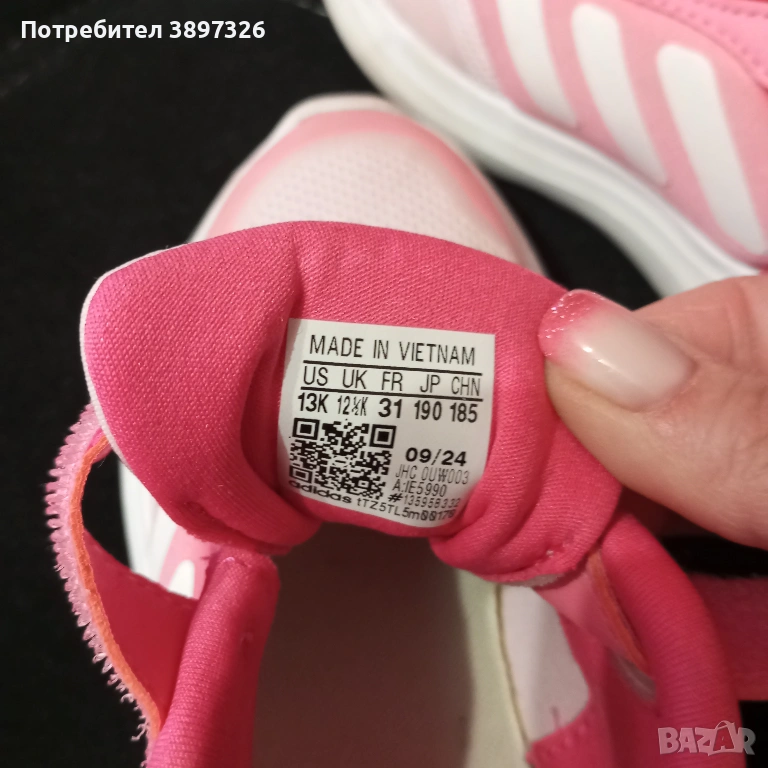 Потребител 3897326
MADE IN VIETNAM
US UK FR JP CHN
13K 12½K 31 190 185
09/24
JHC 0UW003
A:IE5990
adidas
BAZAR